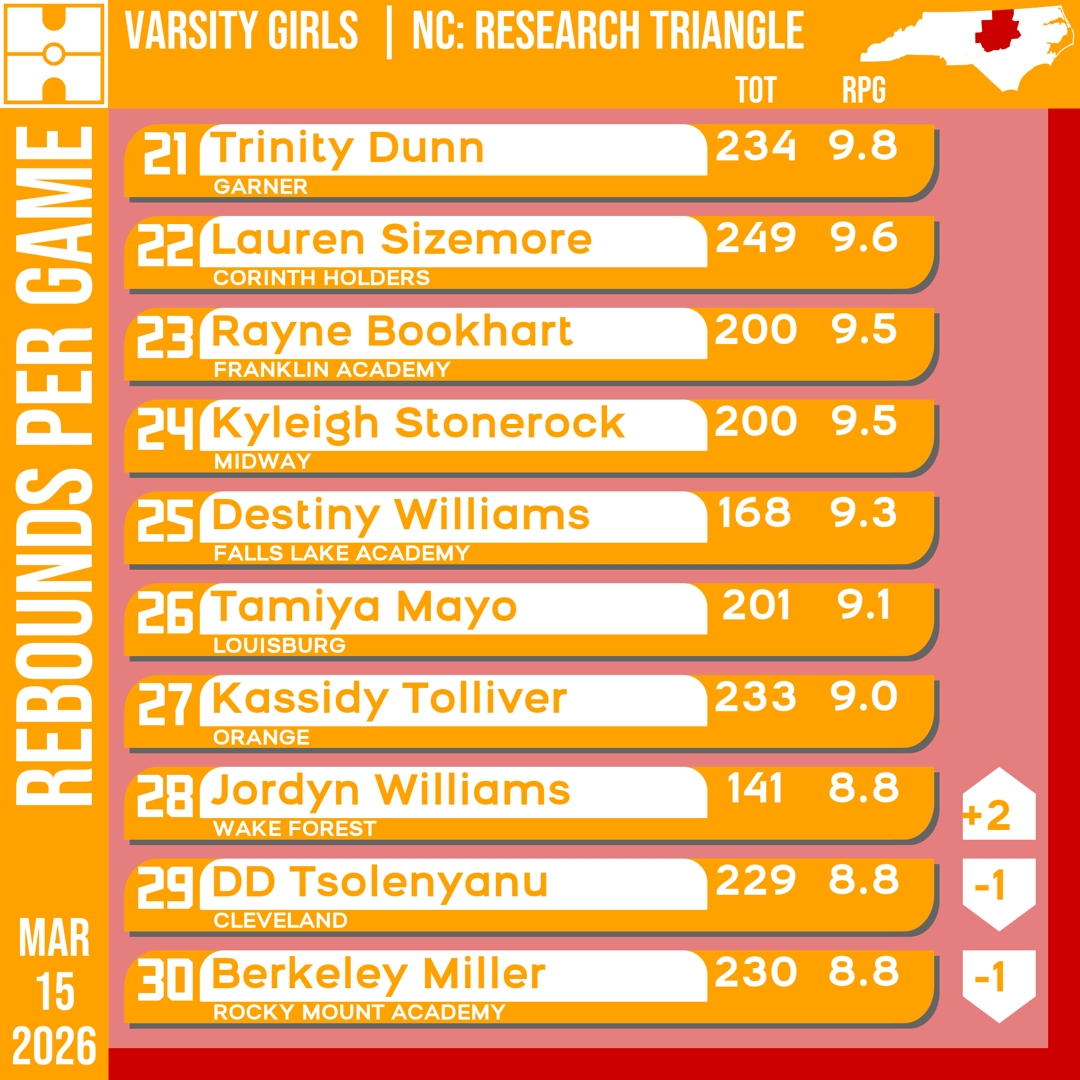 VARSITY GIRLS | NC: RESEARCH TRIANGLE
TOT RPG
REBOUNDS PER GAME
MAR
15
2026
21 Trinity Dunn 234 9.8
GARNER
22 Lauren Sizemore 249 9.6
CORINTH HOLDERS
23 Rayne Bookhart 200 9.5
FRANKLIN ACADEMY
24 Kyleigh Stonerock 200 9.5
MIDWAY
25 Destiny Williams 168 9.3
FALLS LAKE ACADEMY
26 Tamiya Mayo 201 9.1
LOUISBURG
27 Kassidy Tolliver 233 9.0
ORANGE
28 Jordyn Williams 141 8.8 +2
WAKE FOREST
29 DD Tsolenyanu 229 8.8 -1
CLEVELAND
30 Berkeley Miller 230 8.8 -1
ROCKY MOUNT ACADEMY